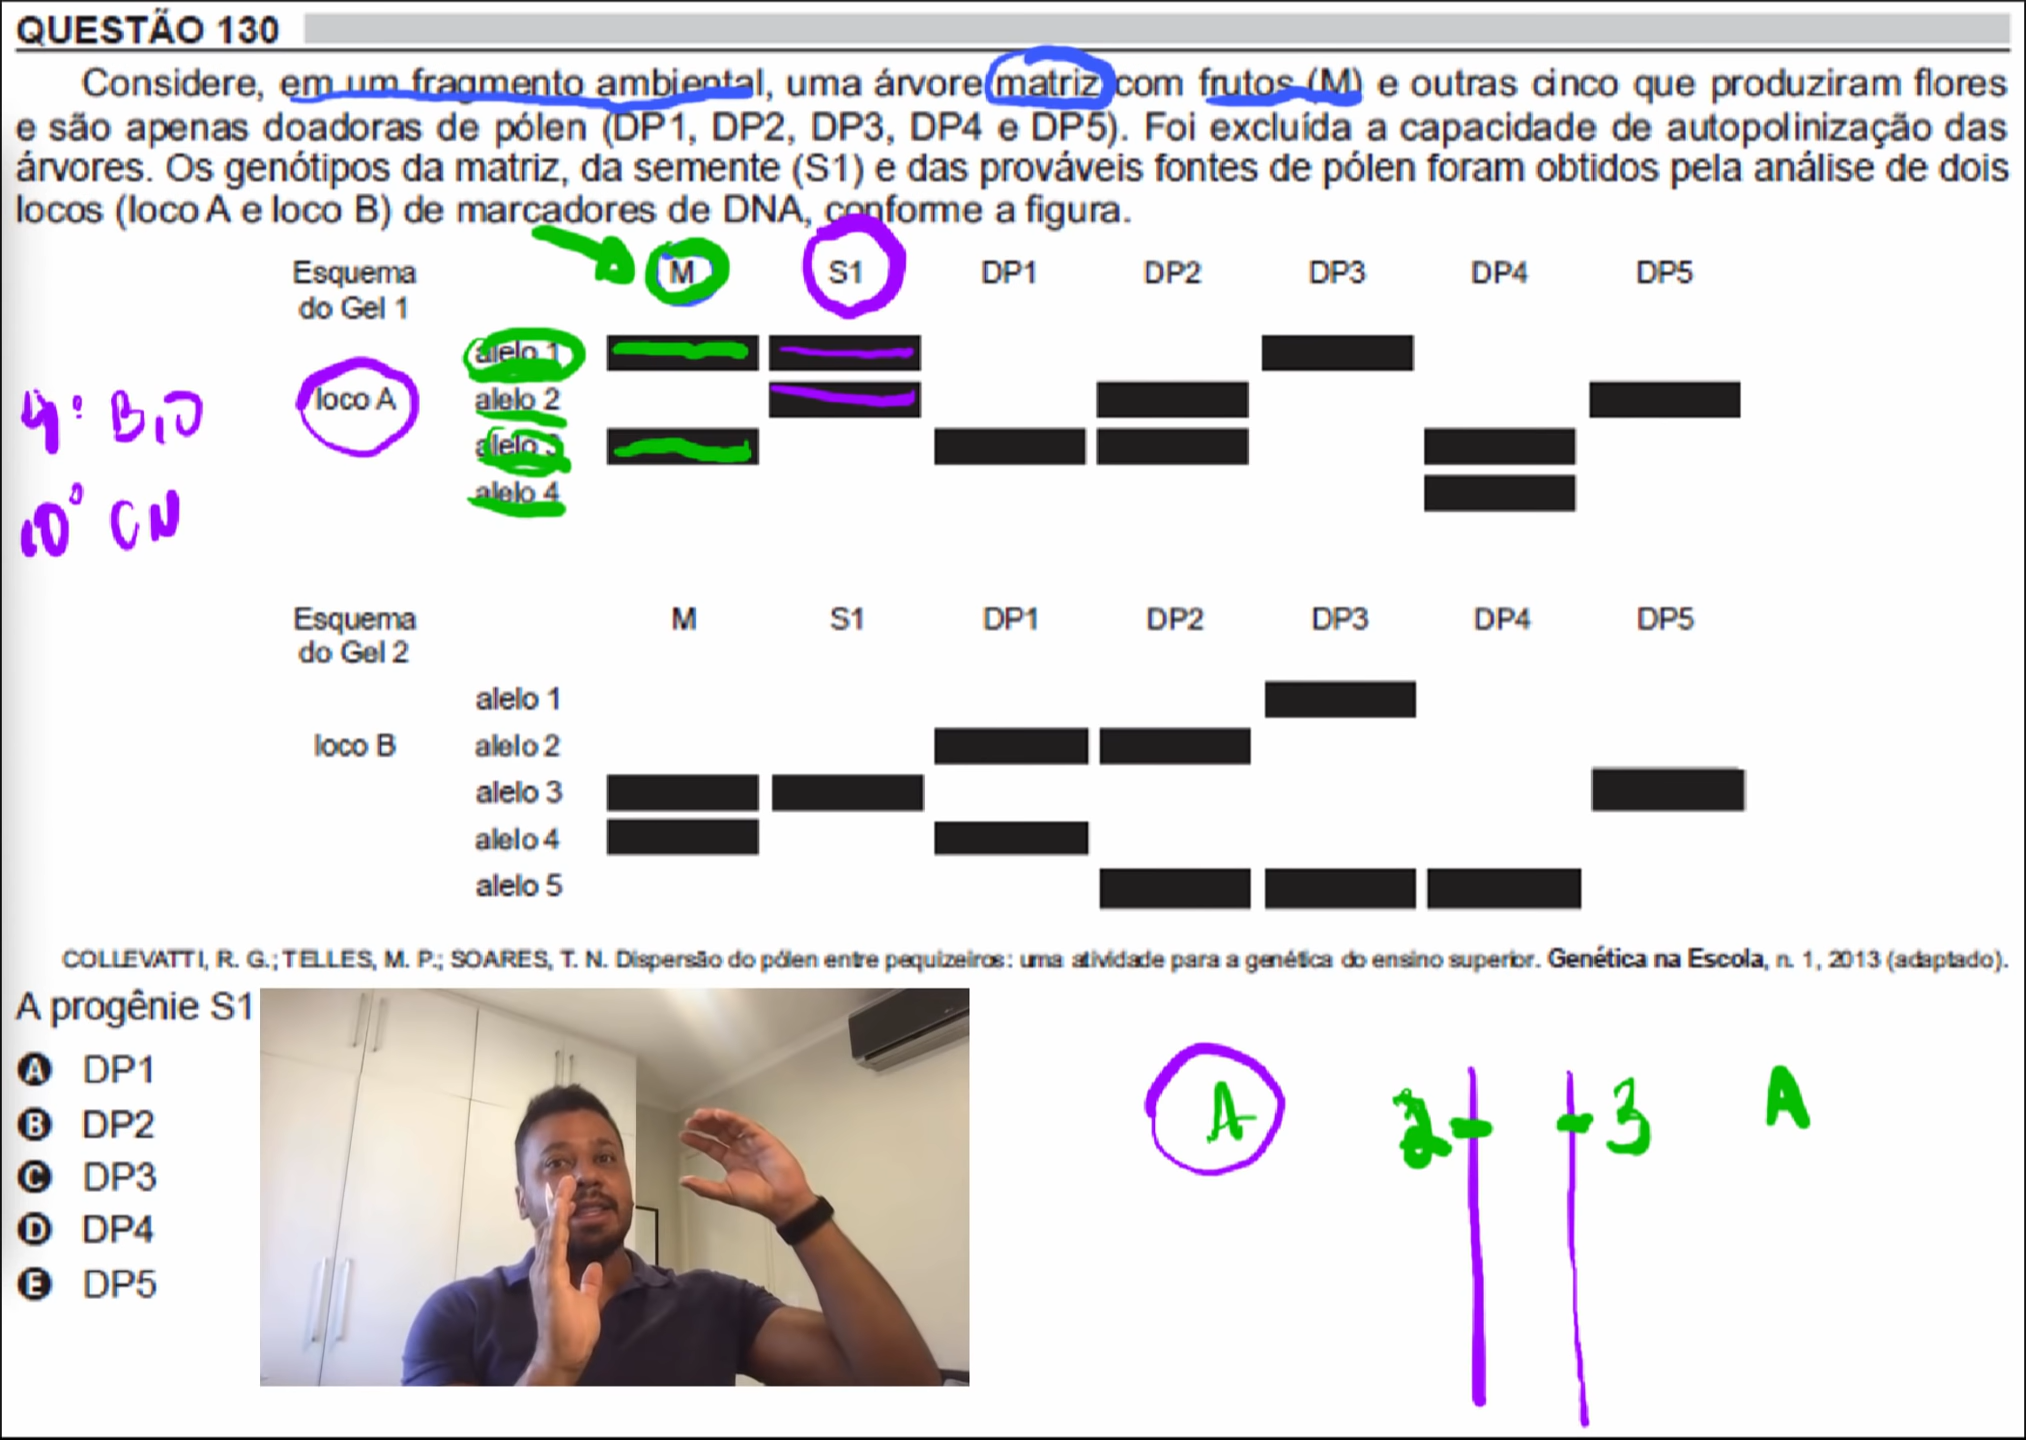 QUESTÃO 130
Considere, em um fragmento ambiental, uma árvore matriz com frutos (M) e outras cinco que produziram flores
e são apenas doadoras de pólen (DP1, DP2, DP3, DP4 e DP5). Foi excluída a capacidade de autopolinização das
árvores. Os genótipos da matriz, da semente (S1) e das prováveis fontes de pólen foram obtidos pela análise de dois
locos (loco A e loco B) de marcadores de DNA, conforme a figura.
Esquema do Gel 1
M S1 DP1 DP2 DP3 DP4 DP5
alelo 1
loco A alelo 2
alelo 3
alelo 4
4º BIO
10º CN
Esquema do Gel 2
M S1 DP1 DP2 DP3 DP4 DP5
alelo 1
loco B alelo 2
alelo 3
alelo 4
alelo 5
COLLEVATTI, R. G.; TELLES, M. P.; SOARES, T. N. Dispersão do pólen entre pequizeiros: uma atividade para a genética do ensino superior. Genética na Escola, n. 1, 2013 (adaptado).
A progênie S1
A DP1
B DP2
C DP3
D DP4
E DP5
A 2 3 A